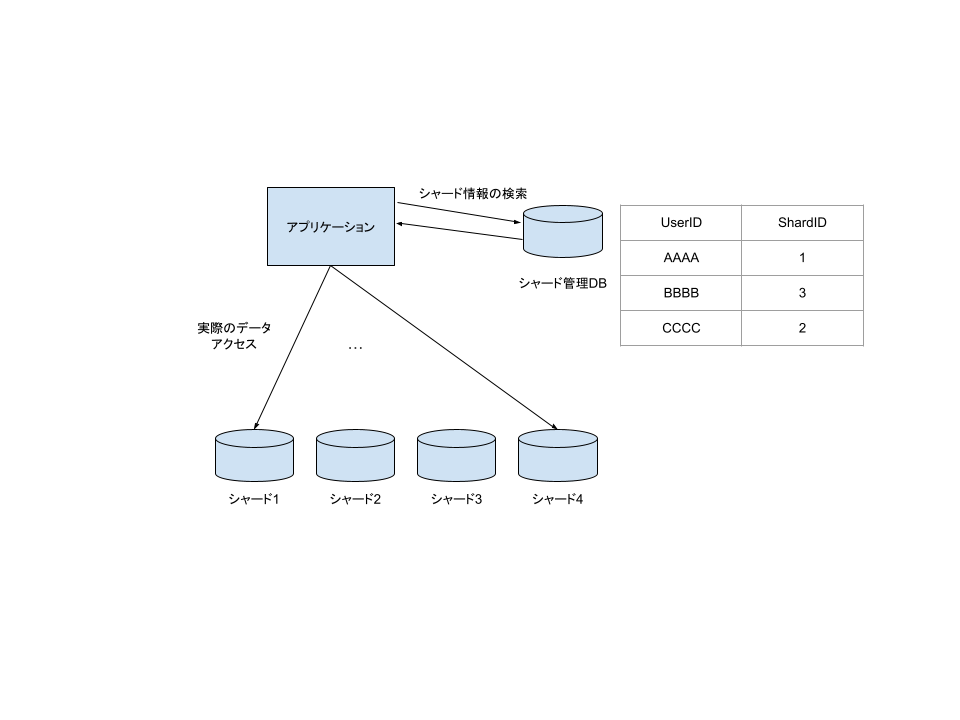 シャード情報の検索
アプリケーション
シャード管理DB
UserID ShardID
AAAA 1
BBBB 3
CCCC 2
実際のデータ
アクセス
...
シャード1 シャード2 シャード3 シャード4